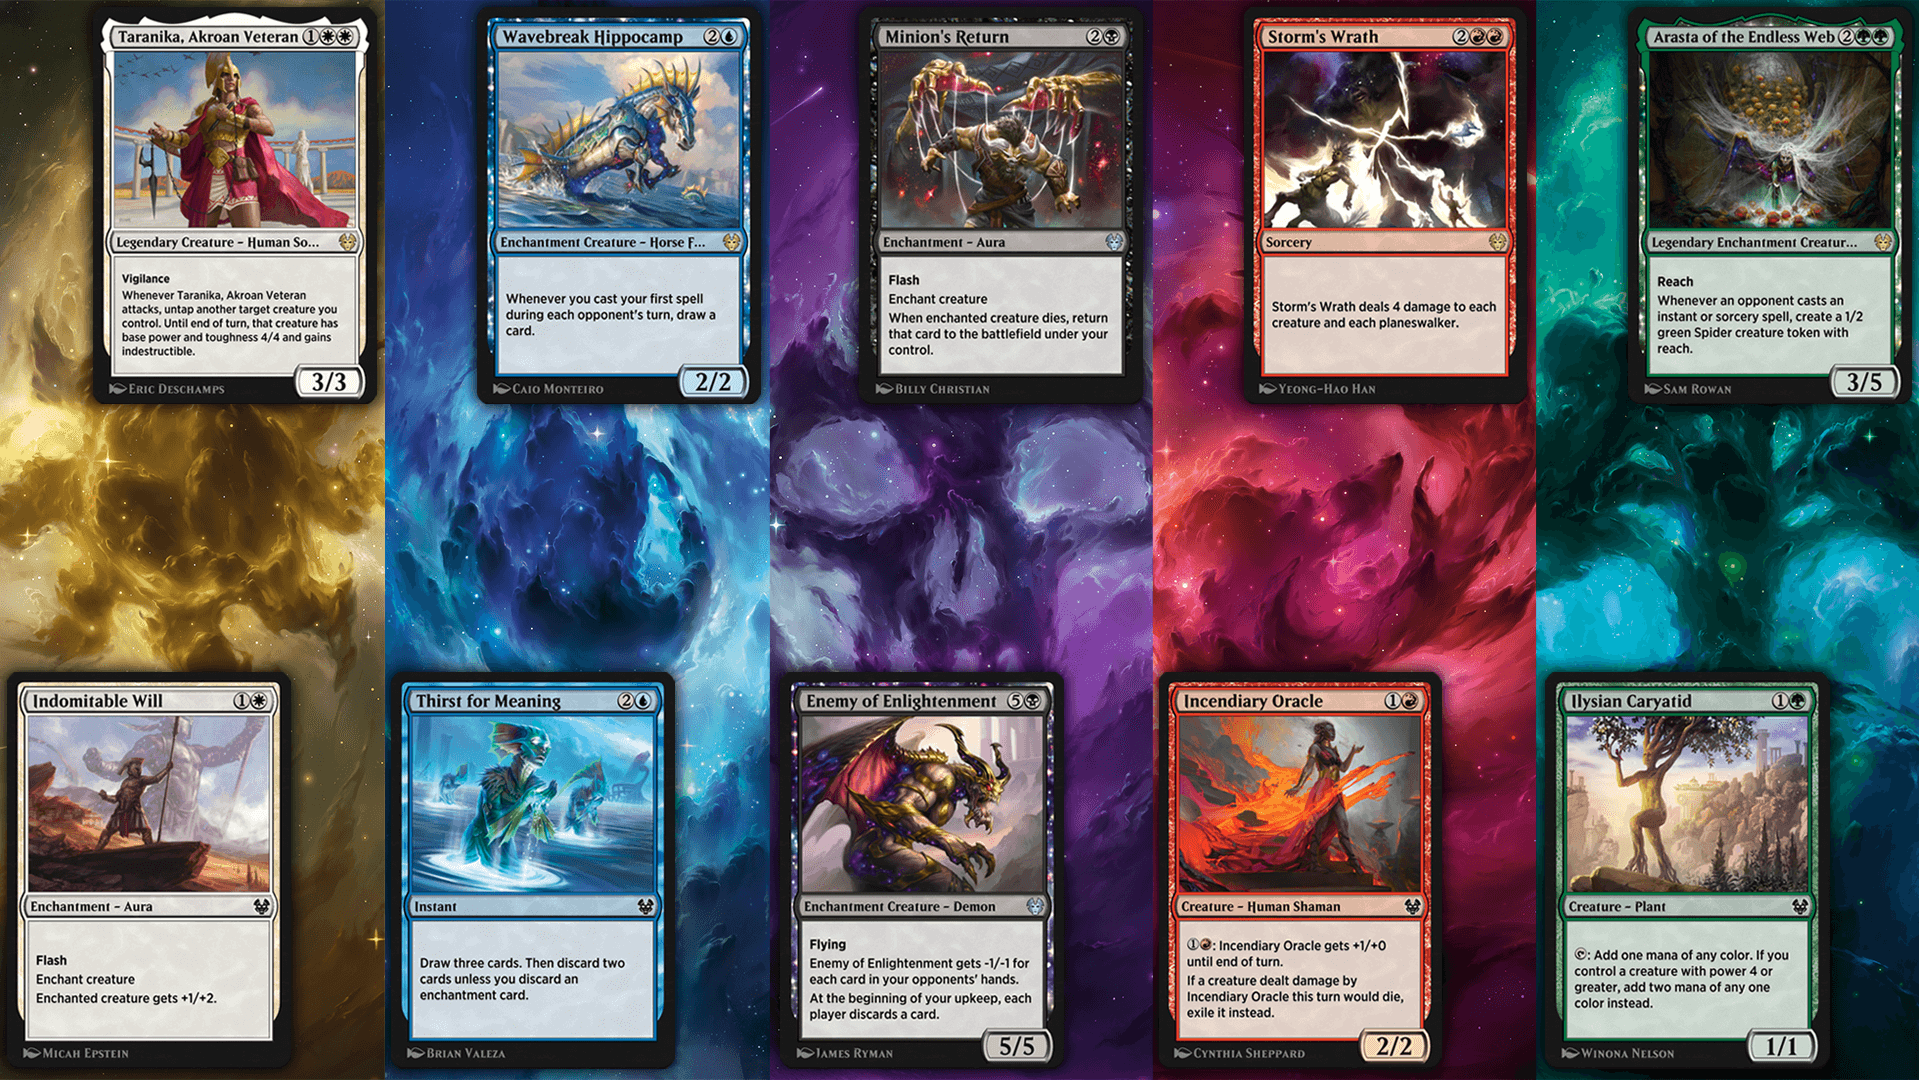 Taranika, Akroan Veteran 1
Legendary Creature – Human So...
Vigilance
Whenever Taranika, Akroan Veteran
attacks, untap another target creature you
control. Until end of turn, that creature has
base power and toughness 4/4 and gains
indestructible.
3/3
Eric Deschamps
Wavebreak Hippocamp 2
Enchantment Creature – Horse F...
Whenever you cast your first spell
during each opponent's turn, draw a
card.
2/2
Caio Monteiro
Minion's Return 2
Enchantment – Aura
Flash
Enchant creature
When enchanted creature dies, return
that card to the battlefield under your
control.
Billy Christian
Storm's Wrath 2
Sorcery
Storm's Wrath deals 4 damage to each
creature and each planeswalker.
Yeong-Hao Han
Arasta of the Endless Web 2
Legendary Enchantment Creatur...
Reach
Whenever an opponent casts an
instant or sorcery spell, create a 1/2
green Spider creature token with
reach.
3/5
Sam Rowan
Indomitable Will 1
Enchantment – Aura
Flash
Enchant creature
Enchanted creature gets +1/+2.
Micah Epstein
Thirst for Meaning 2
Instant
Draw three cards. Then discard two
cards unless you discard an
enchantment card.
Brian Valeza
Enemy of Enlightenment 5
Enchantment Creature – Demon
Flying
Enemy of Enlightenment gets -1/-1 for
each card in your opponents' hands.
At the beginning of your upkeep, each
player discards a card.
5/5
James Ryman
Incendiary Oracle 1
Creature – Human Shaman
1: Incendiary Oracle gets +1/+0
until end of turn.
If a creature dealt damage by
Incendiary Oracle this turn would die,
exile it instead.
2/2
Cynthia Sheppard
Ilysian Caryatid 1
Creature – Plant
: Add one mana of any color. If you
control a creature with power 4 or
greater, add two mana of any one
color instead.
1/1
Winona Nelson